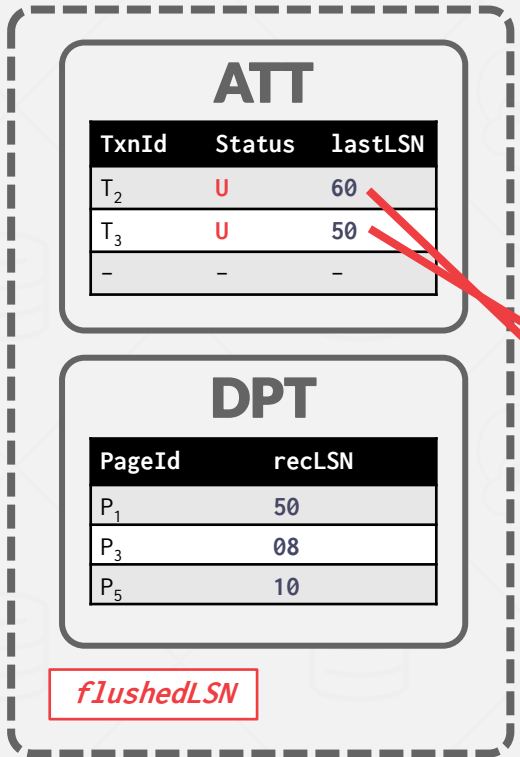 ATT
TxnId Status lastLSN
T2 U 60
T3 U 50
– – –
DPT
PageId recLSN
P1 50
P3 08
P5 10
flushedLSN